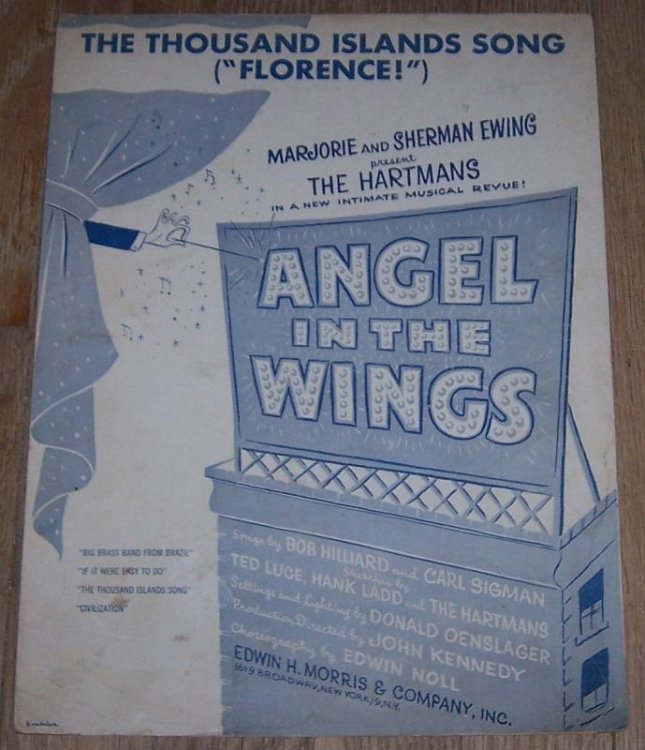 THE THOUSAND ISLANDS SONG
("FLORENCE!")
MARJORIE AND SHERMAN EWING
present
THE HARTMANS
IN A NEW INTIMATE MUSICAL REVUE!
ANGEL
IN THE
WINGS
"BIG BRASS BAND FROM BRAZIL"
"IF IT WERE EASY TO DO"
"THE THOUSAND ISLANDS SONG"
"CIVILIZATION"
Songs by BOB HILLIARD and CARL SIGMAN
Sketches by
TED LUCE, HANK LADD and THE HARTMANS
Settings and Lighting by DONALD OENSLAGER
Production Directed by JOHN KENNEDY
Choreography by EDWIN NOLL
EDWIN H. MORRIS & COMPANY, INC.
1619 BROADWAY, NEW YORK, 19, N.Y.